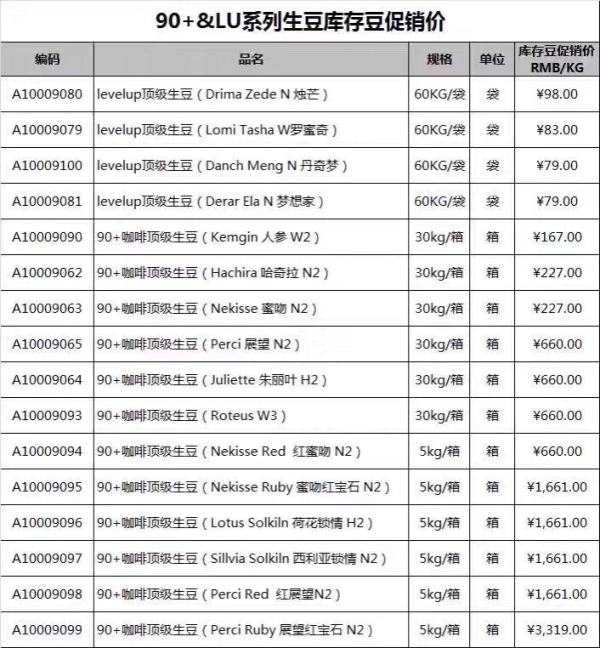 90+&LU系列生豆库存豆促销价
编码 品名 规格 单位 库存豆促销价 RMB/KG
A10009080 levelup顶级生豆（Drima Zede N 烛芒） 60KG/袋 袋 ¥98.00
A10009079 levelup顶级生豆（Lomi Tasha W罗蜜奇） 60KG/袋 袋 ¥83.00
A10009100 levelup顶级生豆（Danch Meng N 丹奇梦） 60KG/袋 袋 ¥79.00
A10009081 levelup顶级生豆（Derar Ela N 梦想家） 60KG/袋 袋 ¥79.00
A10009090 90+咖啡顶级生豆（Kemgin 人参 W2） 30kg/箱 箱 ¥167.00
A10009062 90+咖啡顶级生豆（Hachira 哈奇拉 N2） 30kg/箱 箱 ¥227.00
A10009063 90+咖啡顶级生豆（Nekisse 蜜吻 N2） 30kg/箱 箱 ¥227.00
A10009065 90+咖啡顶级生豆（Perci 展望 N2） 30kg/箱 箱 ¥660.00
A10009064 90+咖啡顶级生豆（Juliette 朱丽叶 H2） 30kg/箱 箱 ¥660.00
A10009093 90+咖啡顶级生豆（Roteus W3） 30kg/箱 箱 ¥660.00
A10009094 90+咖啡顶级生豆（Nekisse Red 红蜜吻 N2） 5kg/箱 箱 ¥660.00
A10009095 90+咖啡顶级生豆（Nekisse Ruby 蜜吻红宝石 N2） 5kg/箱 箱 ¥1,661.00
A10009096 90+咖啡顶级生豆（Lotus Solkiln 荷花锁情 H2） 5kg/箱 箱 ¥1,661.00
A10009097 90+咖啡顶级生豆（Sillvia Solkiln 西利亚锁情 N2） 5kg/箱 箱 ¥1,661.00
A10009098 90+咖啡顶级生豆（Perci Red 红展望N2） 5kg/箱 箱 ¥1,661.00
A10009099 90+咖啡顶级生豆（Perci Ruby 展望红宝石 N2） 5kg/箱 箱 ¥3,319.00